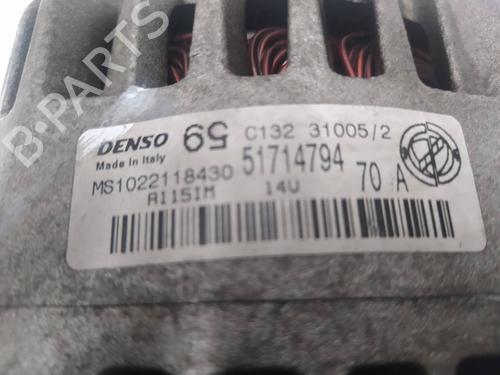 B-PARTS
DENSO 59 C132 31005/2
Made in Italy
MS1022118430 51714794 70 A
A115IM 14V